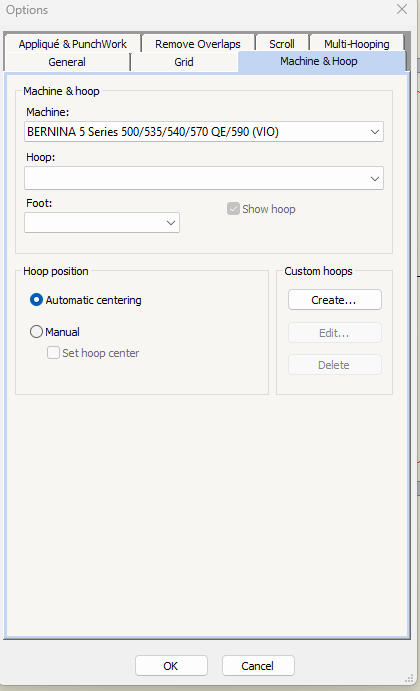 Options
Appliqué & PunchWork Remove Overlaps Scroll Multi-Hooping
General Grid Machine & Hoop
Machine & hoop
Machine:
BERNINA 5 Series 500/535/540/570 QE/590 (VIO)
Hoop:
Foot:
Show hoop
Hoop position
Automatic centering
Manual
Set hoop center
Custom hoops
Create...
Edit...
Delete
OK Cancel